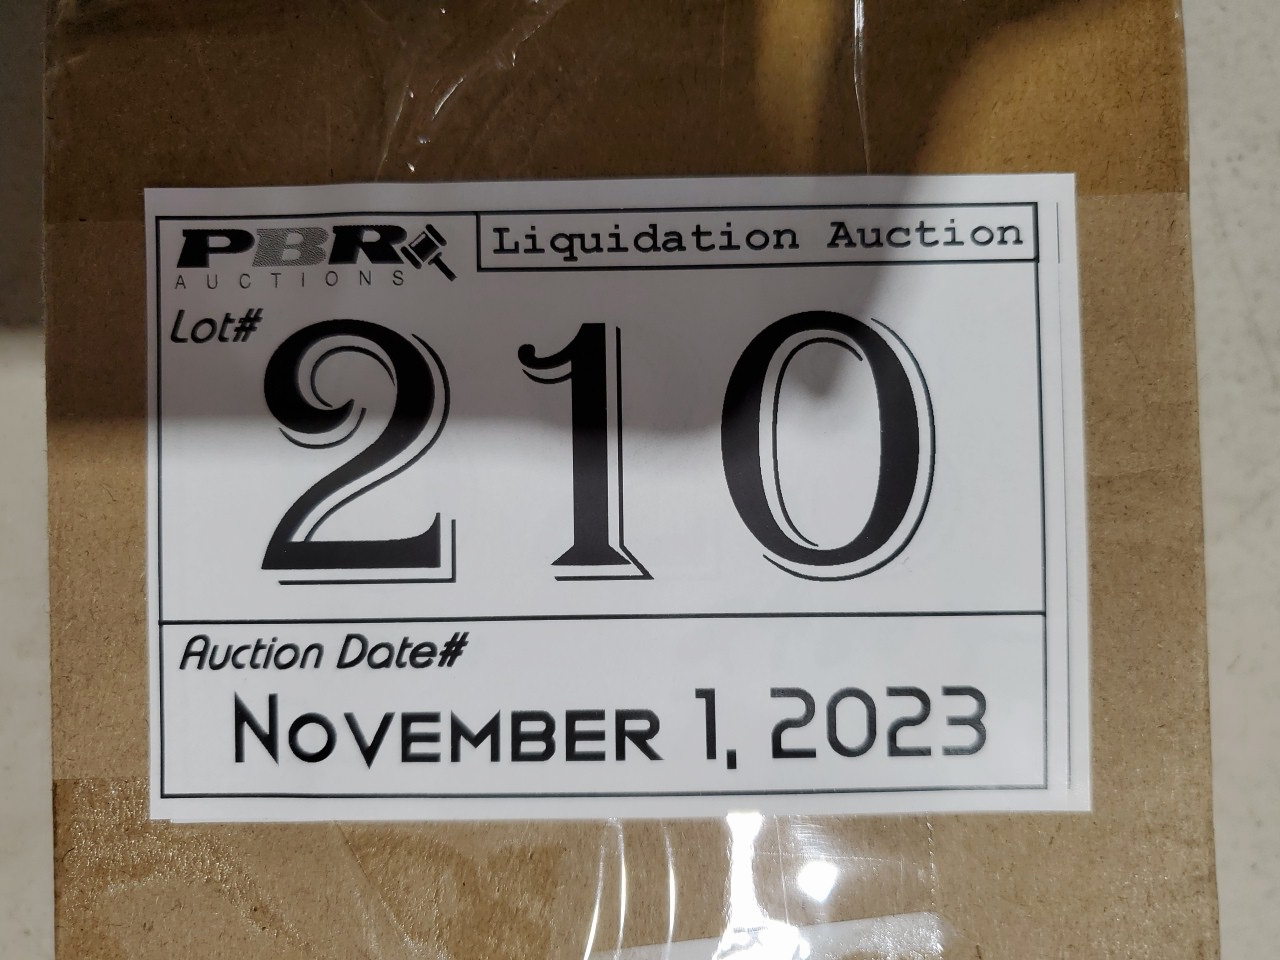 PBR
AUCTIONS
Liquidation Auction
Lot#
210
Auction Date#
November 1, 2023